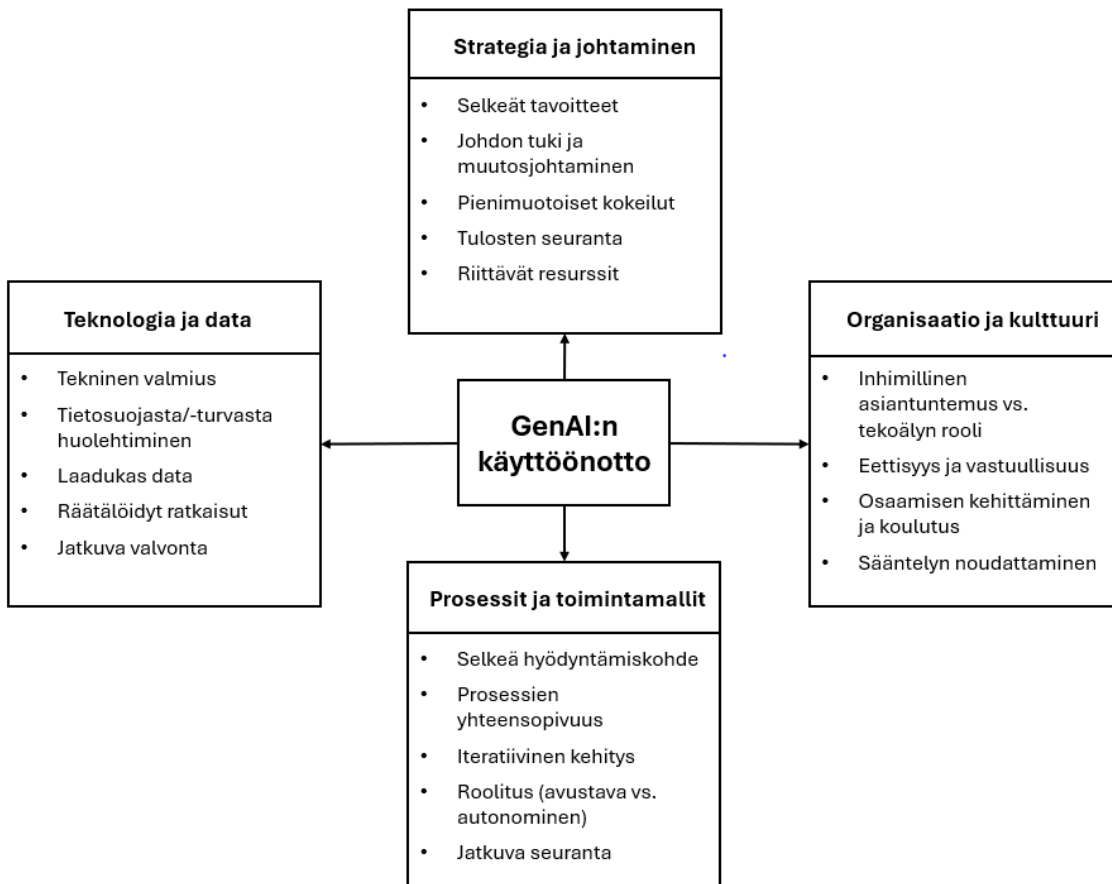 Strategia ja johtaminen
• Selkeät tavoitteet
• Johdon tuki ja
muutosjohtaminen
• Pienimuotoiset kokeilut
• Tulosten seuranta
• Riittävät resurssit
Teknologia ja data
• Tekninen valmius
• Tietosuojasta/-turvasta
huolehtiminen
• Laadukas data
• Räätälöidyt ratkaisut
• Jatkuva valvonta
GenAI:n
käyttöönotto
Organisaatio ja kulttuuri
• Inhimillinen
asiantuntemus vs.
tekoälyn rooli
• Eettisyys ja vastuullisuus
• Osaamisen kehittäminen
ja koulutus
• Sääntelyn noudattaminen
Prosessit ja toimintamallit
• Selkeä hyödyntämiskohde
• Prosessien
yhteensopivuus
• Iteratiivinen kehitys
• Roolitus (avustava vs.
autonominen)
• Jatkuva seuranta